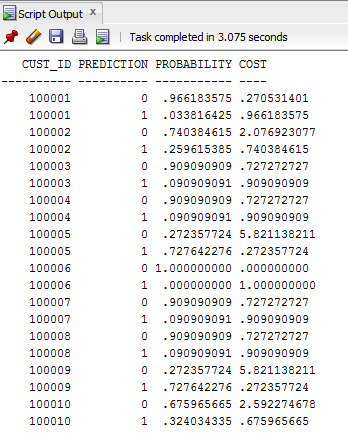 Script Output x
Task completed in 3.075 seconds
CUST_ID PREDICTION PROBABILITY COST
---------- ---------- ----------- ----
100001 0 .966183575 .270531401
100001 1 .033816425 .966183575
100002 0 .740384615 2.076923077
100002 1 .259615385 .740384615
100003 0 .909090909 .727272727
100003 1 .090909091 .909090909
100004 0 .909090909 .727272727
100004 1 .090909091 .909090909
100005 0 .272357724 5.821138211
100005 1 .727642276 .272357724
100006 0 1.000000000 .000000000
100006 1 .000000000 1.000000000
100007 0 .909090909 .727272727
100007 1 .090909091 .909090909
100008 0 .909090909 .727272727
100008 1 .090909091 .909090909
100009 0 .272357724 5.821138211
100009 1 .727642276 .272357724
100010 0 .675965665 2.592274678
100010 1 .324034335 .675965665